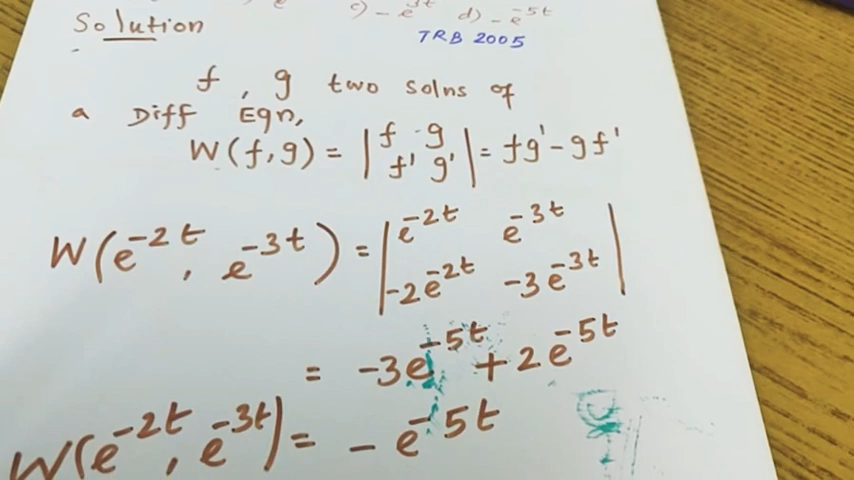 c) - e^3t d) - e^-5t
Solution
TRB 2005
f , g two solns of
a Diff Eqn,
W(f,g) = | f g | = fg' - gf'
| f' g' |
W(e^-2t , e^-3t) = | e^-2t e^-3t |
| -2e^-2t -3e^-3t |
= -3e^-5t + 2e^-5t
W(e^-2t , e^-3t) = - e^-5t